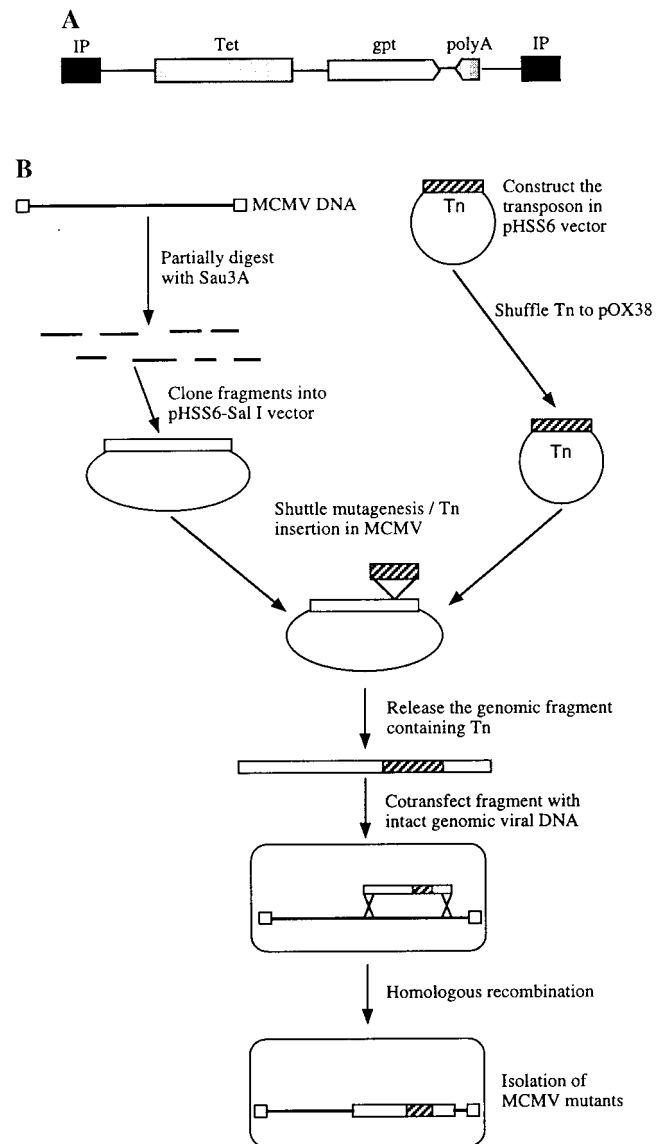 A
IP Tet gpt polyA IP
B
MCMV DNA
Partially digest
with Sau3A
Clone fragments into
pHSS6-Sal I vector
Tn
Construct the
transposon in
pHSS6 vector
Shuffle Tn to pOX38
Tn
Shuttle mutagenesis / Tn
insertion in MCMV
Release the genomic fragment
containing Tn
Cotransfect fragment with
intact genomic viral DNA
Homologous recombination
Isolation of
MCMV mutants